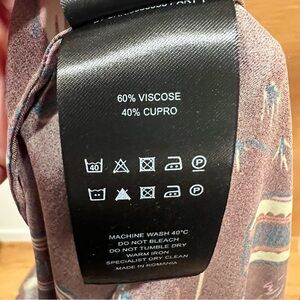 60% VISCOSE
40% CUPRO
40
P
P
MACHINE WASH 40°C
DO NOT BLEACH
DO NOT TUMBLE DRY
WARM IRON
SPECIALIST DRY CLEAN
MADE IN ROMANIA